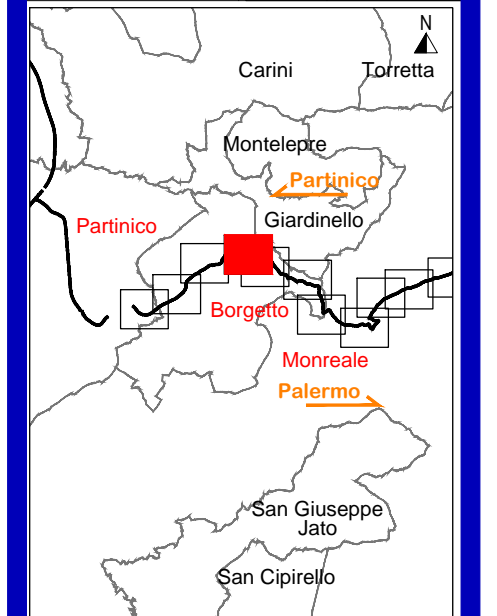 N
Carini
Torretta
Montelepre
Partinico
Giardinello
Partinico
Borgetto
Monreale
Palermo
San Giuseppe
Jato
San Cipirello